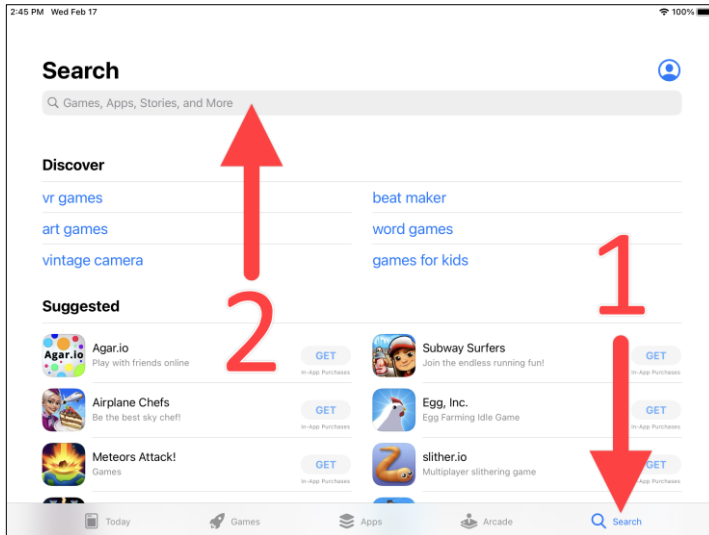 2:45 PM Wed Feb 17
100%
Search
Games, Apps, Stories, and More
Discover
vr games
beat maker
art games
word games
vintage camera
games for kids
1
2
Suggested
Agar.io
Agar.io
Play with friends online
GET
In-App Purchases
Subway Surfers
Join the endless running fun!
GET
In-App Purchases
Airplane Chefs
Be the best sky chef!
GET
In-App Purchases
Egg, Inc.
Egg Farming Idle Game
GET
In-App Purchases
Meteors Attack!
Games
GET
In-App Purchases
slither.io
Multiplayer slithering game
GET
App Purchases
Today
Games
Apps
Arcade
Search